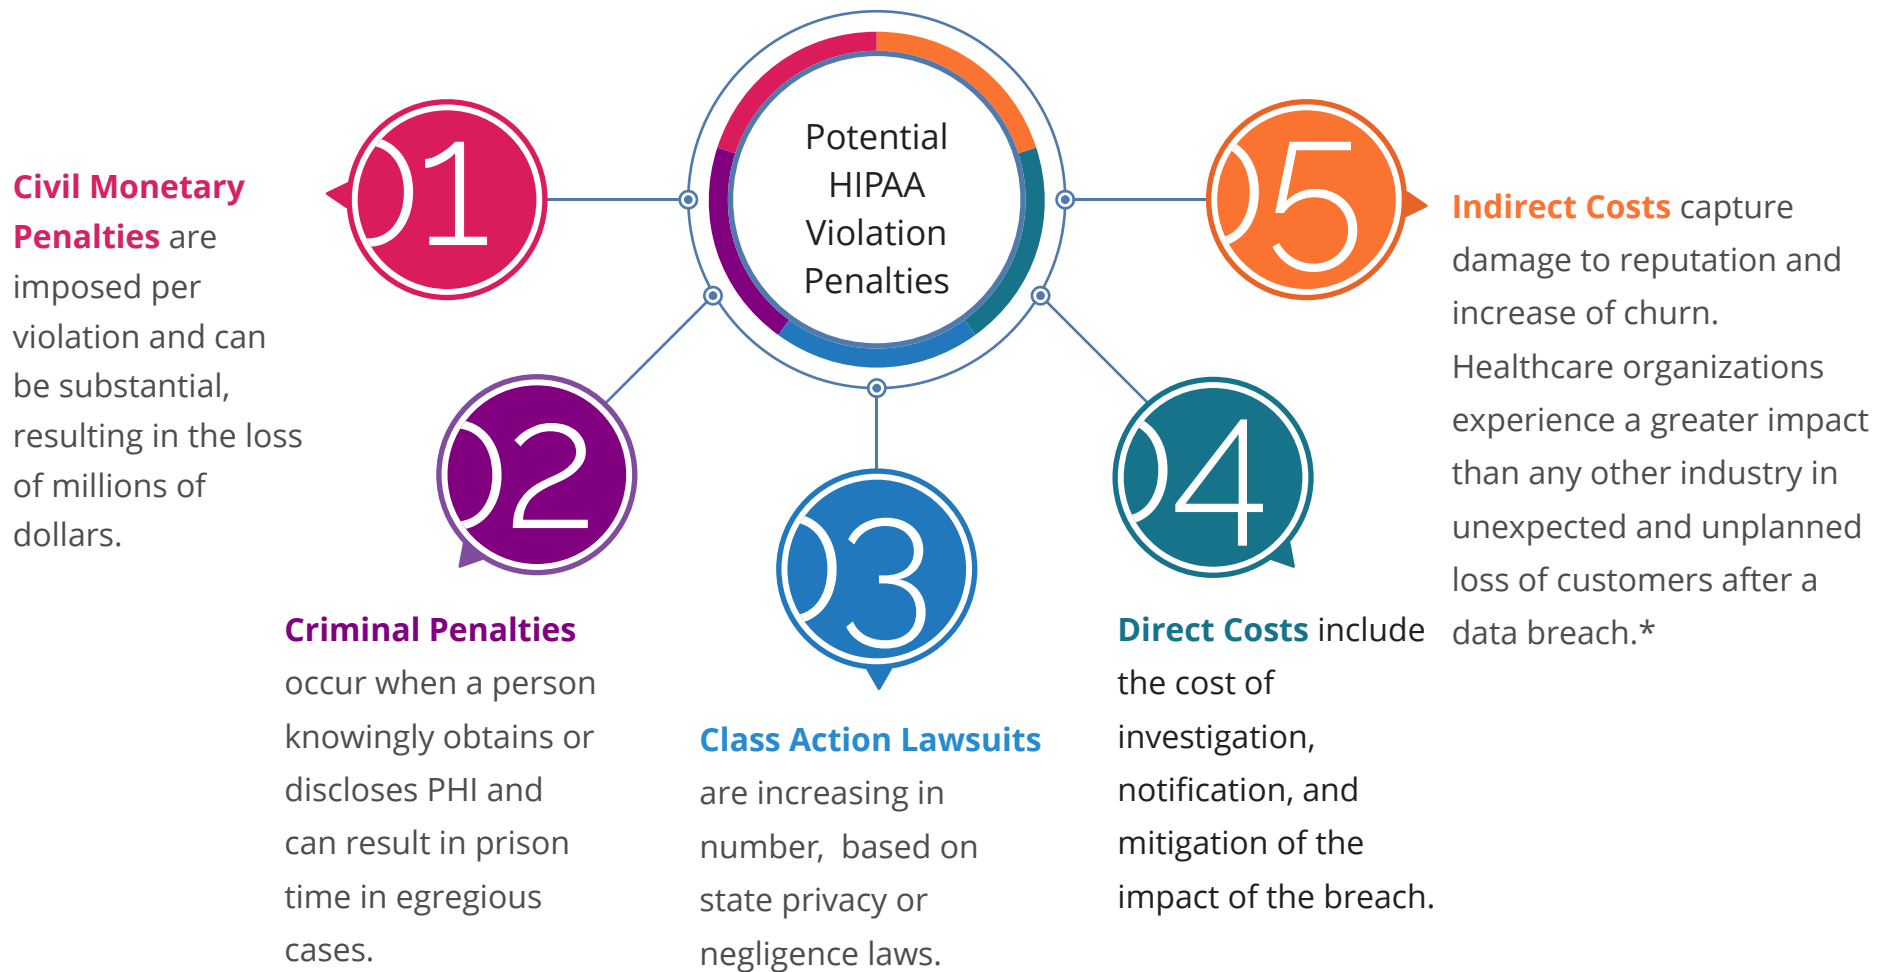 Potential
HIPAA
Violation
Penalties
01
Civil Monetary
Penalties are
imposed per
violation and can
be substantial,
resulting in the loss
of millions of
dollars.
02
Criminal Penalties
occur when a person
knowingly obtains or
discloses PHI and
can result in prison
time in egregious
cases.
03
Class Action Lawsuits
are increasing in
number, based on
state privacy or
negligence laws.
04
Direct Costs include
the cost of
investigation,
notification, and
mitigation of the
impact of the breach.
05
Indirect Costs capture
damage to reputation and
increase of churn.
Healthcare organizations
experience a greater impact
than any other industry in
unexpected and unplanned
loss of customers after a
data breach.*